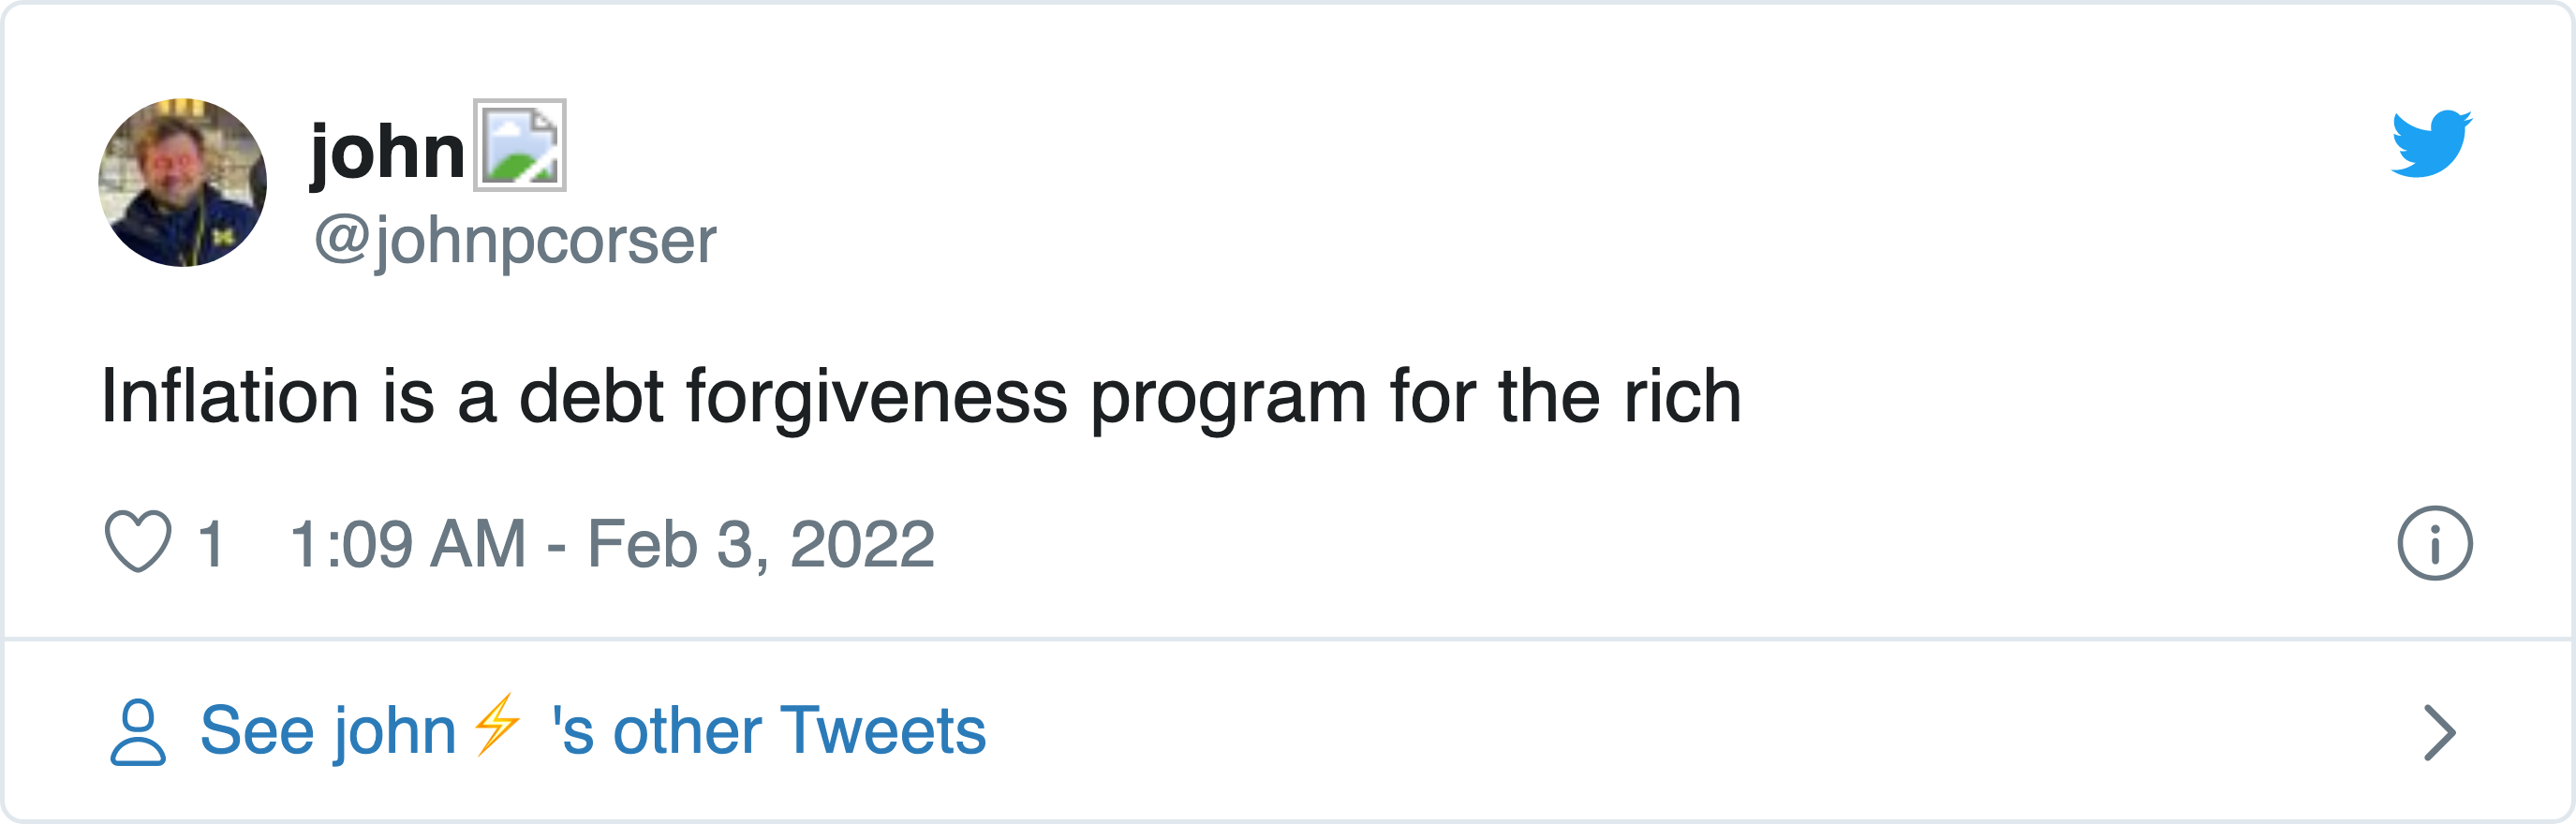 john
@johnpcorser
Inflation is a debt forgiveness program for the rich
1 1:09 AM - Feb 3, 2022
See john⚡'s other Tweets